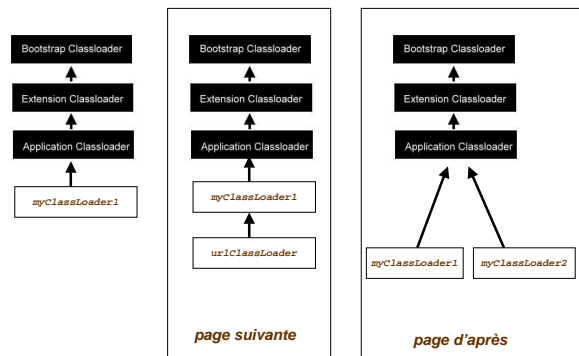 Bootstrap Classloader
Extension Classloader
Application Classloader
myClassLoader1
Bootstrap Classloader
Extension Classloader
Application Classloader
myClassLoader1
urlClassLoader
page suivante
Bootstrap Classloader
Extension Classloader
Application Classloader
myClassLoader1
myClassLoader2
page d'après